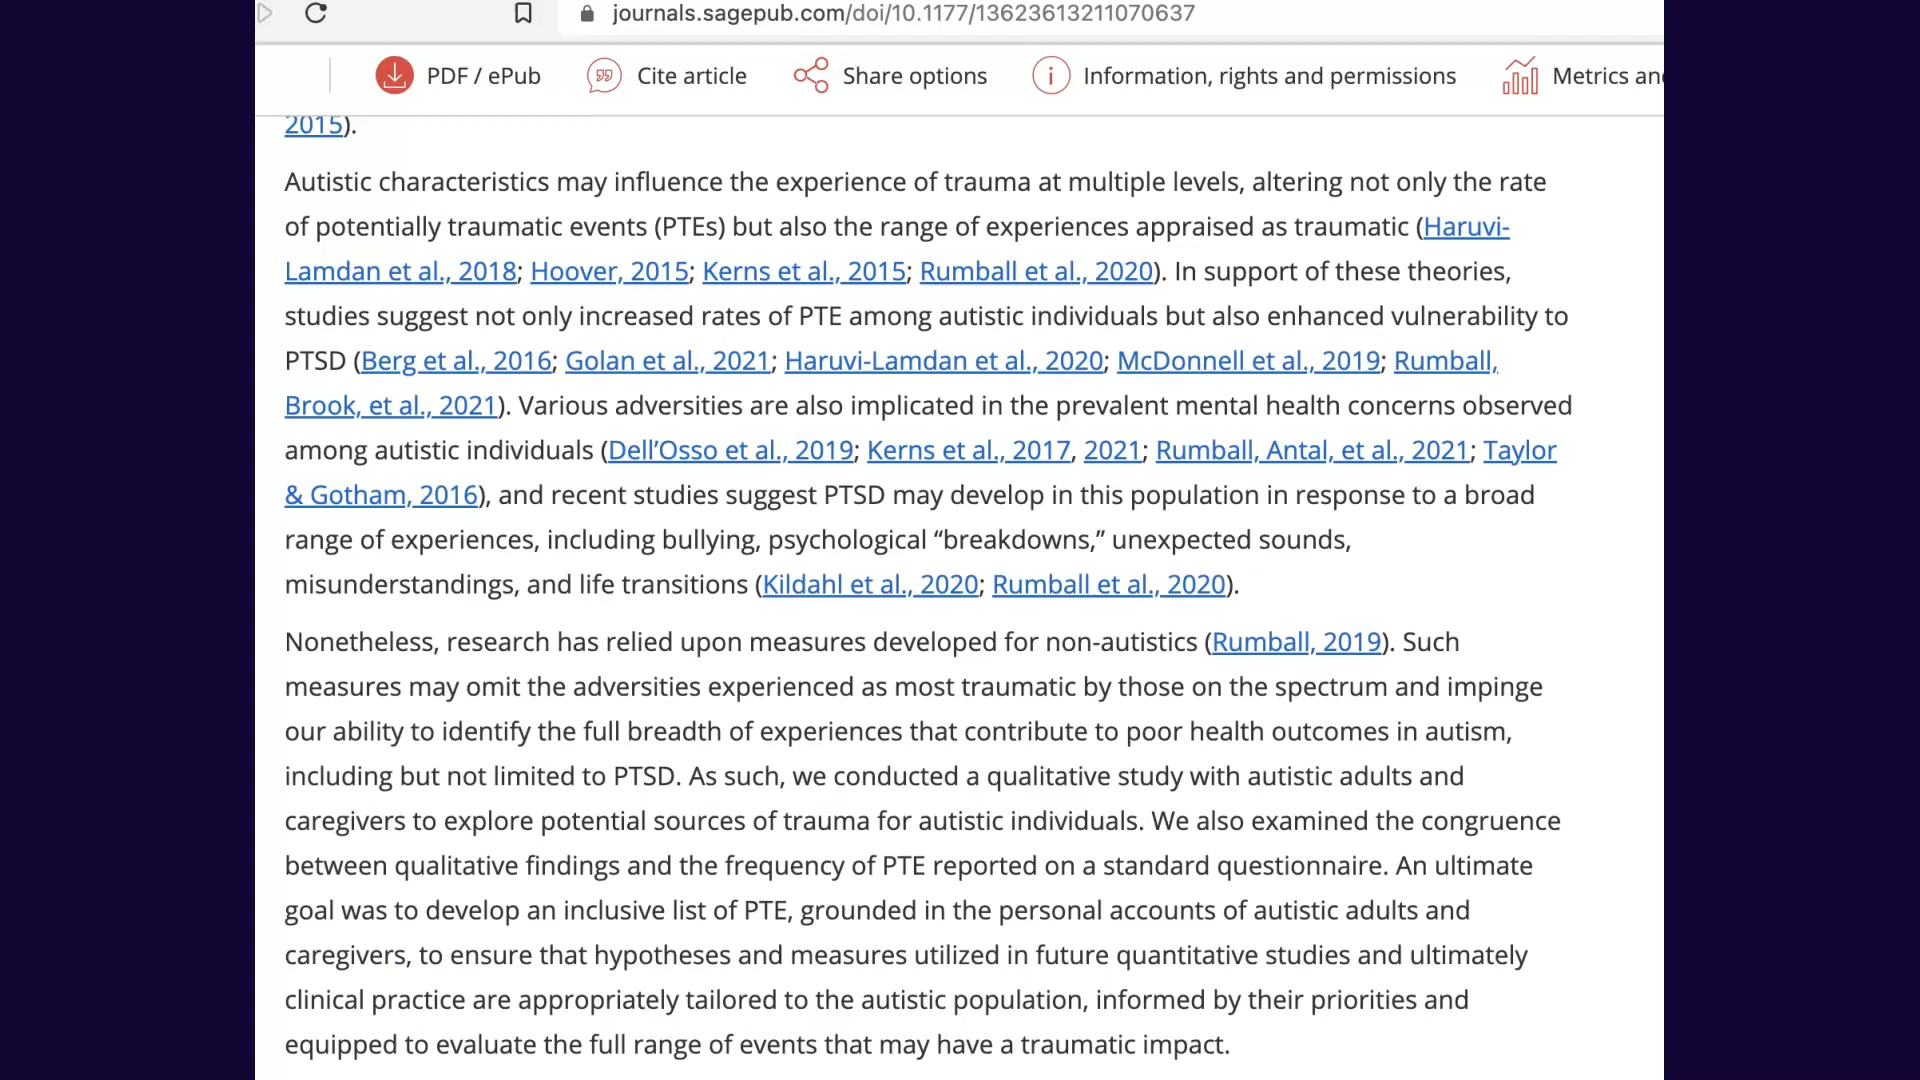 journals.sagepub.com/doi/10.1177/13623613211070637
PDF / ePub
Cite article
Share options
Information, rights and permissions
Metrics
2015).
Autistic characteristics may influence the experience of trauma at multiple levels, altering not only the rate
of potentially traumatic events (PTEs) but also the range of experiences appraised as traumatic (Haruvi-
Lamdan et al., 2018; Hoover, 2015; Kerns et al., 2015; Rumball et al., 2020). In support of these theories,
studies suggest not only increased rates of PTE among autistic individuals but also enhanced vulnerability to
PTSD (Berg et al., 2016; Golan et al., 2021; Haruvi-Lamdan et al., 2020; McDonnell et al., 2019; Rumball,
Brook, et al., 2021). Various adversities are also implicated in the prevalent mental health concerns observed
among autistic individuals (Dell’Osso et al., 2019; Kerns et al., 2017, 2021; Rumball, Antal, et al., 2021; Taylor
& Gotham, 2016), and recent studies suggest PTSD may develop in this population in response to a broad
range of experiences, including bullying, psychological “breakdowns,” unexpected sounds,
misunderstandings, and life transitions (Kildahl et al., 2020; Rumball et al., 2020).
Nonetheless, research has relied upon measures developed for non-autistics (Rumball, 2019). Such
measures may omit the adversities experienced as most traumatic by those on the spectrum and impinge
our ability to identify the full breadth of experiences that contribute to poor health outcomes in autism,
including but not limited to PTSD. As such, we conducted a qualitative study with autistic adults and
caregivers to explore potential sources of trauma for autistic individuals. We also examined the congruence
between qualitative findings and the frequency of PTE reported on a standard questionnaire. An ultimate
goal was to develop an inclusive list of PTE, grounded in the personal accounts of autistic adults and
caregivers, to ensure that hypotheses and measures utilized in future quantitative studies and ultimately
clinical practice are appropriately tailored to the autistic population, informed by their priorities and
equipped to evaluate the full range of events that may have a traumatic impact.